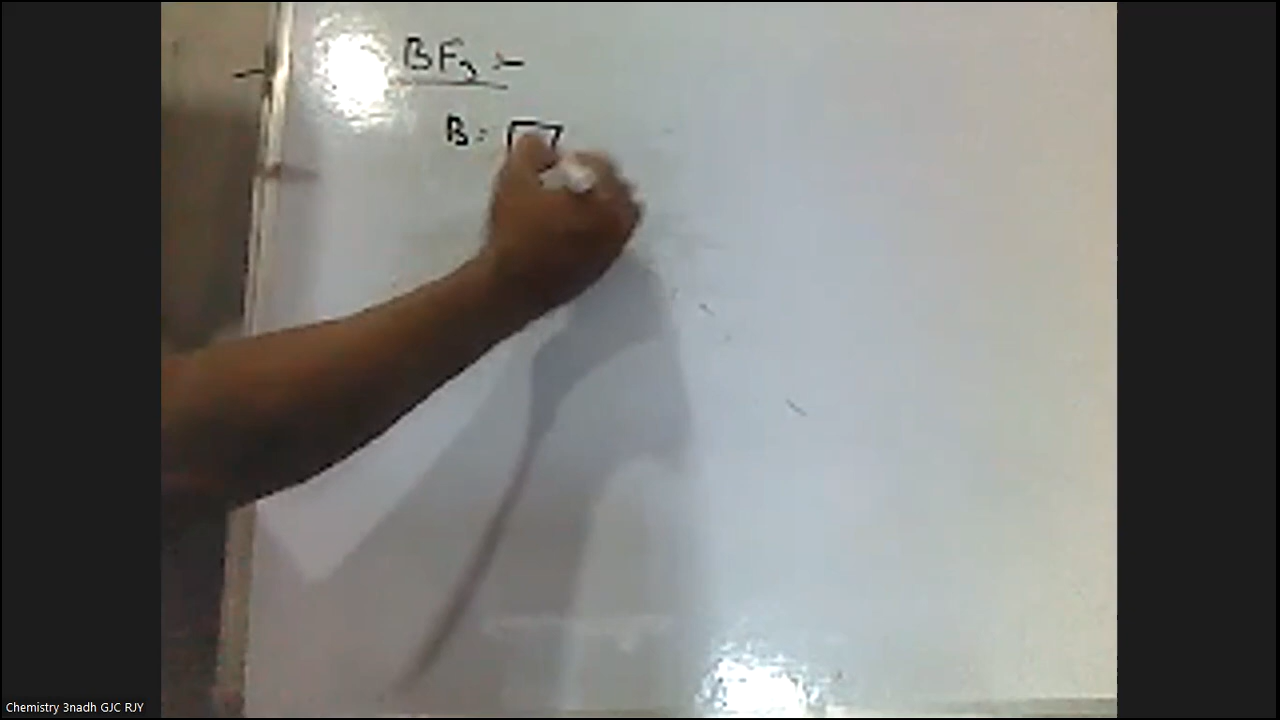 BF₃ :-
B =
Chemistry 3nadh GJC RJY